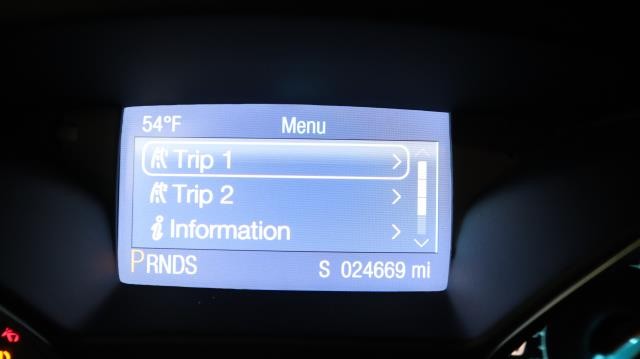 54°F Menu
Trip 1
Trip 2
i Information
PRNDS S 024669 mi